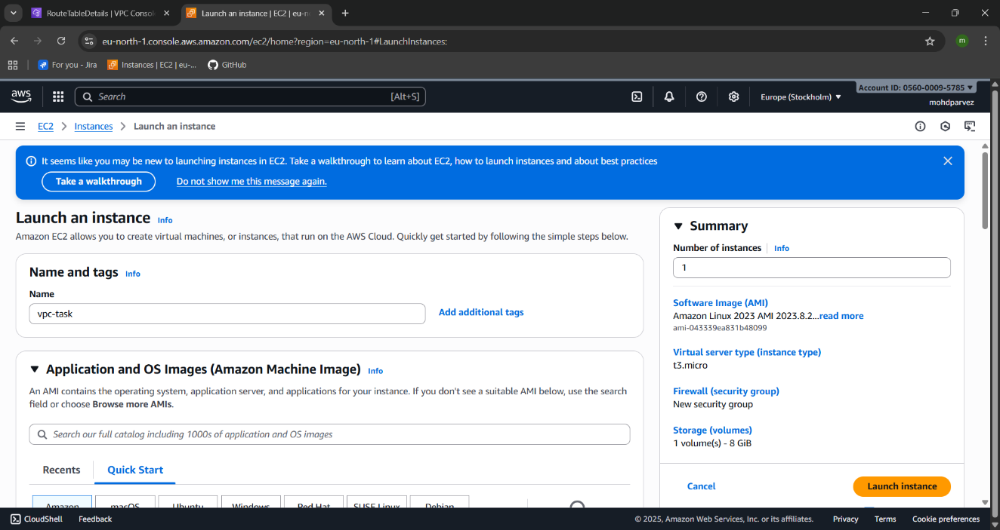 RouteTableDetails | VPC Consol
Launch an instance | EC2 | eu-n
eu-north-1.console.aws.amazon.com/ec2/home?region=eu-north-1#LaunchInstances:
m
For you - Jira
Instances | EC2 | eu-...
GitHub
aws
Search
[Alt+S]
Europe (Stockholm) ▼
Account ID: 0560-0009-5785 ▼
mohdparvez
EC2 > Instances > Launch an instance
It seems like you may be new to launching instances in EC2. Take a walkthrough to learn about EC2, how to launch instances and about best practices
Take a walkthrough
Do not show me this message again.
Launch an instance Info
Amazon EC2 allows you to create virtual machines, or instances, that run on the AWS Cloud. Quickly get started by following the simple steps below.
Name and tags Info
Name
vpc-task
Add additional tags
▼ Application and OS Images (Amazon Machine Image) Info
An AMI contains the operating system, application server, and applications for your instance. If you don't see a suitable AMI below, use the search
field or choose Browse more AMIs.
Search our full catalog including 1000s of application and OS images
Recents
Quick Start
Amazon
macOS
Ubuntu
Windows
Red Hat
SUSE Linux
Debian
▼ Summary
Number of instances Info
1
Software Image (AMI)
Amazon Linux 2023 AMI 2023.8.2...read more
ami-043339ea831b48099
Virtual server type (instance type)
t3.micro
Firewall (security group)
New security group
Storage (volumes)
1 volume(s) - 8 GiB
Cancel
Launch instance
CloudShell
Feedback
© 2025, Amazon Web Services, Inc. or its affiliates.
Privacy
Terms
Cookie preferences